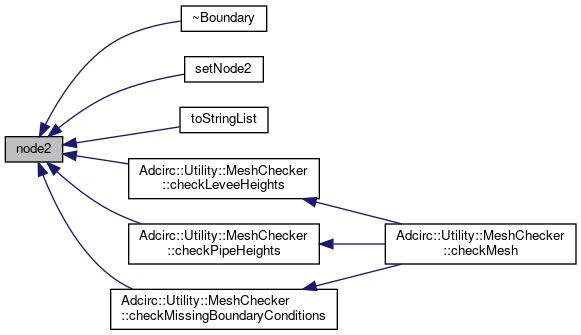 ~Boundary
setNode2
toStringList
node2
Adcirc::Utility::MeshChecker
::checkLeveeHeights
Adcirc::Utility::MeshChecker
::checkPipeHeights
Adcirc::Utility::MeshChecker
::checkMesh
Adcirc::Utility::MeshChecker
::checkMissingBoundaryConditions